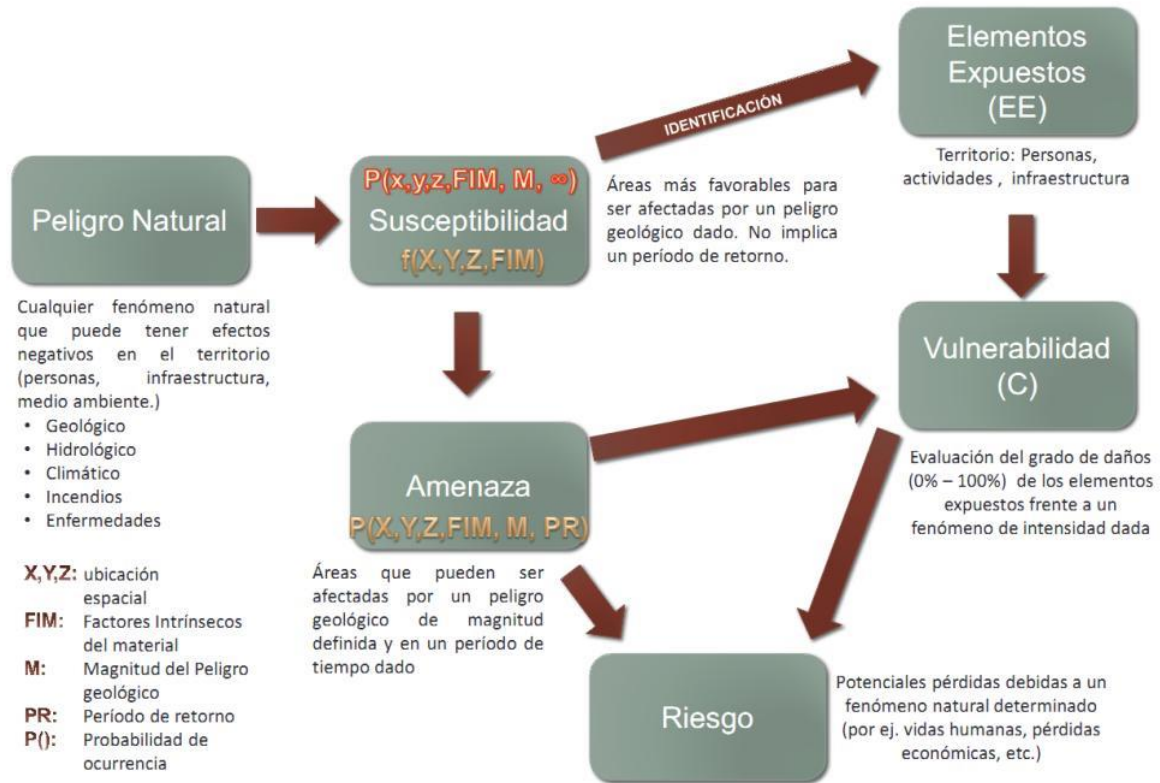 Peligro Natural
Cualquier fenómeno natural
que puede tener efectos
negativos en el territorio
(personas, infraestructura,
medio ambiente.)
• Geológico
• Hidrológico
• Climático
• Incendios
• Enfermedades
X,Y,Z: ubicación
espacial
FIM: Factores Intrínsecos
del material
M: Magnitud del Peligro
geológico
PR: Período de retorno
P(): Probabilidad de
ocurrencia
P(x,y,z,FIM, M, ∞)
Susceptibilidad
f(X,Y,Z,FIM)
IDENTIFICACIÓN
Áreas más favorables para
ser afectadas por un peligro
geológico dado. No implica
un período de retorno.
Amenaza
P(X,Y,Z,FIM, M, PR)
Áreas que pueden ser
afectadas por un peligro
geológico de magnitud
definida y en un período de
tiempo dado
Elementos
Expuestos
(EE)
Territorio: Personas,
actividades , infraestructura
Vulnerabilidad
(C)
Evaluación del grado de daños
(0% – 100%) de los elementos
expuestos frente a un
fenómeno de intensidad dada
Riesgo
Potenciales pérdidas debidas a un
fenómeno natural determinado
(por ej. vidas humanas, pérdidas
económicas, etc.)